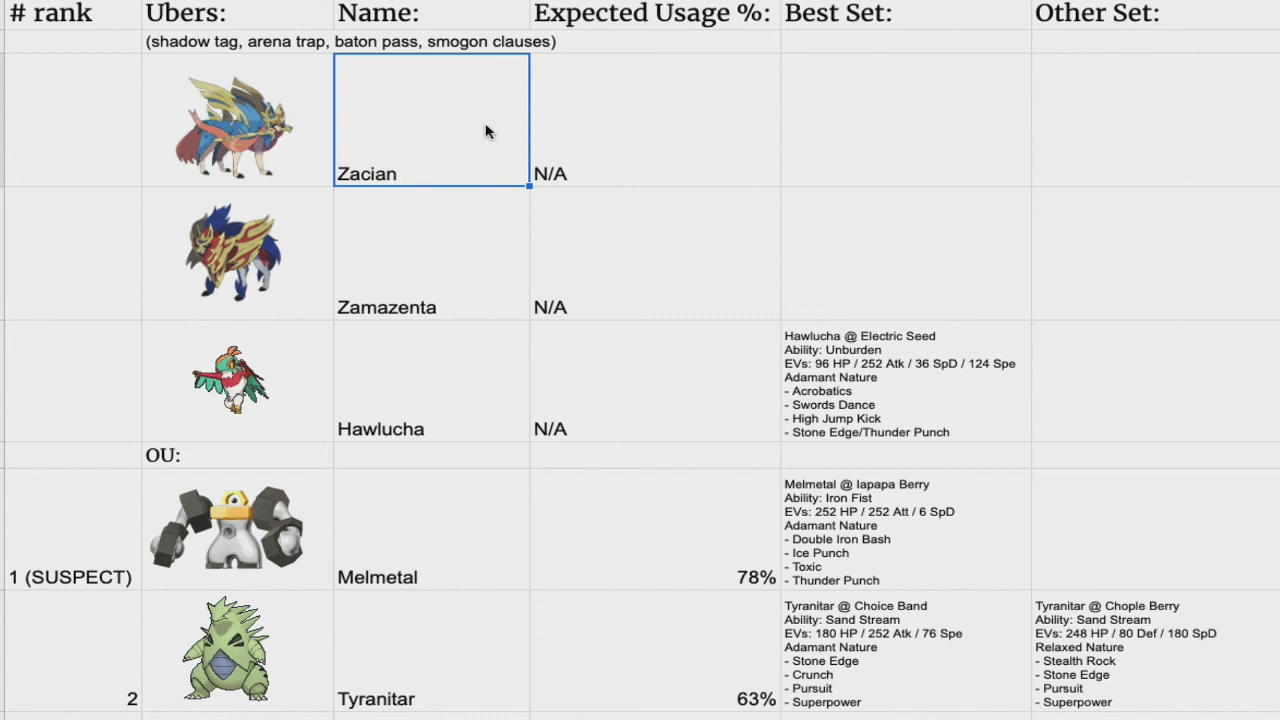 # rank Ubers: Name: Expected Usage %: Best Set: Other Set:
(shadow tag, arena trap, baton pass, smogon clauses)
Zacian N/A
Zamazenta N/A
Hawlucha N/A
Hawlucha @ Electric Seed
Ability: Unburden
EVs: 96 HP / 252 Atk / 36 SpD / 124 Spe
Adamant Nature
- Acrobatics
- Swords Dance
- High Jump Kick
- Stone Edge/Thunder Punch
OU:
1 (SUSPECT) Melmetal 78%
Melmetal @ Iapapa Berry
Ability: Iron Fist
EVs: 252 HP / 252 Att / 6 SpD
Adamant Nature
- Double Iron Bash
- Ice Punch
- Toxic
- Thunder Punch
2 Tyranitar 63%
Tyranitar @ Choice Band
Ability: Sand Stream
EVs: 180 HP / 252 Atk / 76 Spe
Adamant Nature
- Stone Edge
- Crunch
- Pursuit
- Superpower
Tyranitar @ Chople Berry
Ability: Sand Stream
EVs: 248 HP / 80 Def / 180 SpD
Relaxed Nature
- Stealth Rock
- Stone Edge
- Pursuit
- Superpower